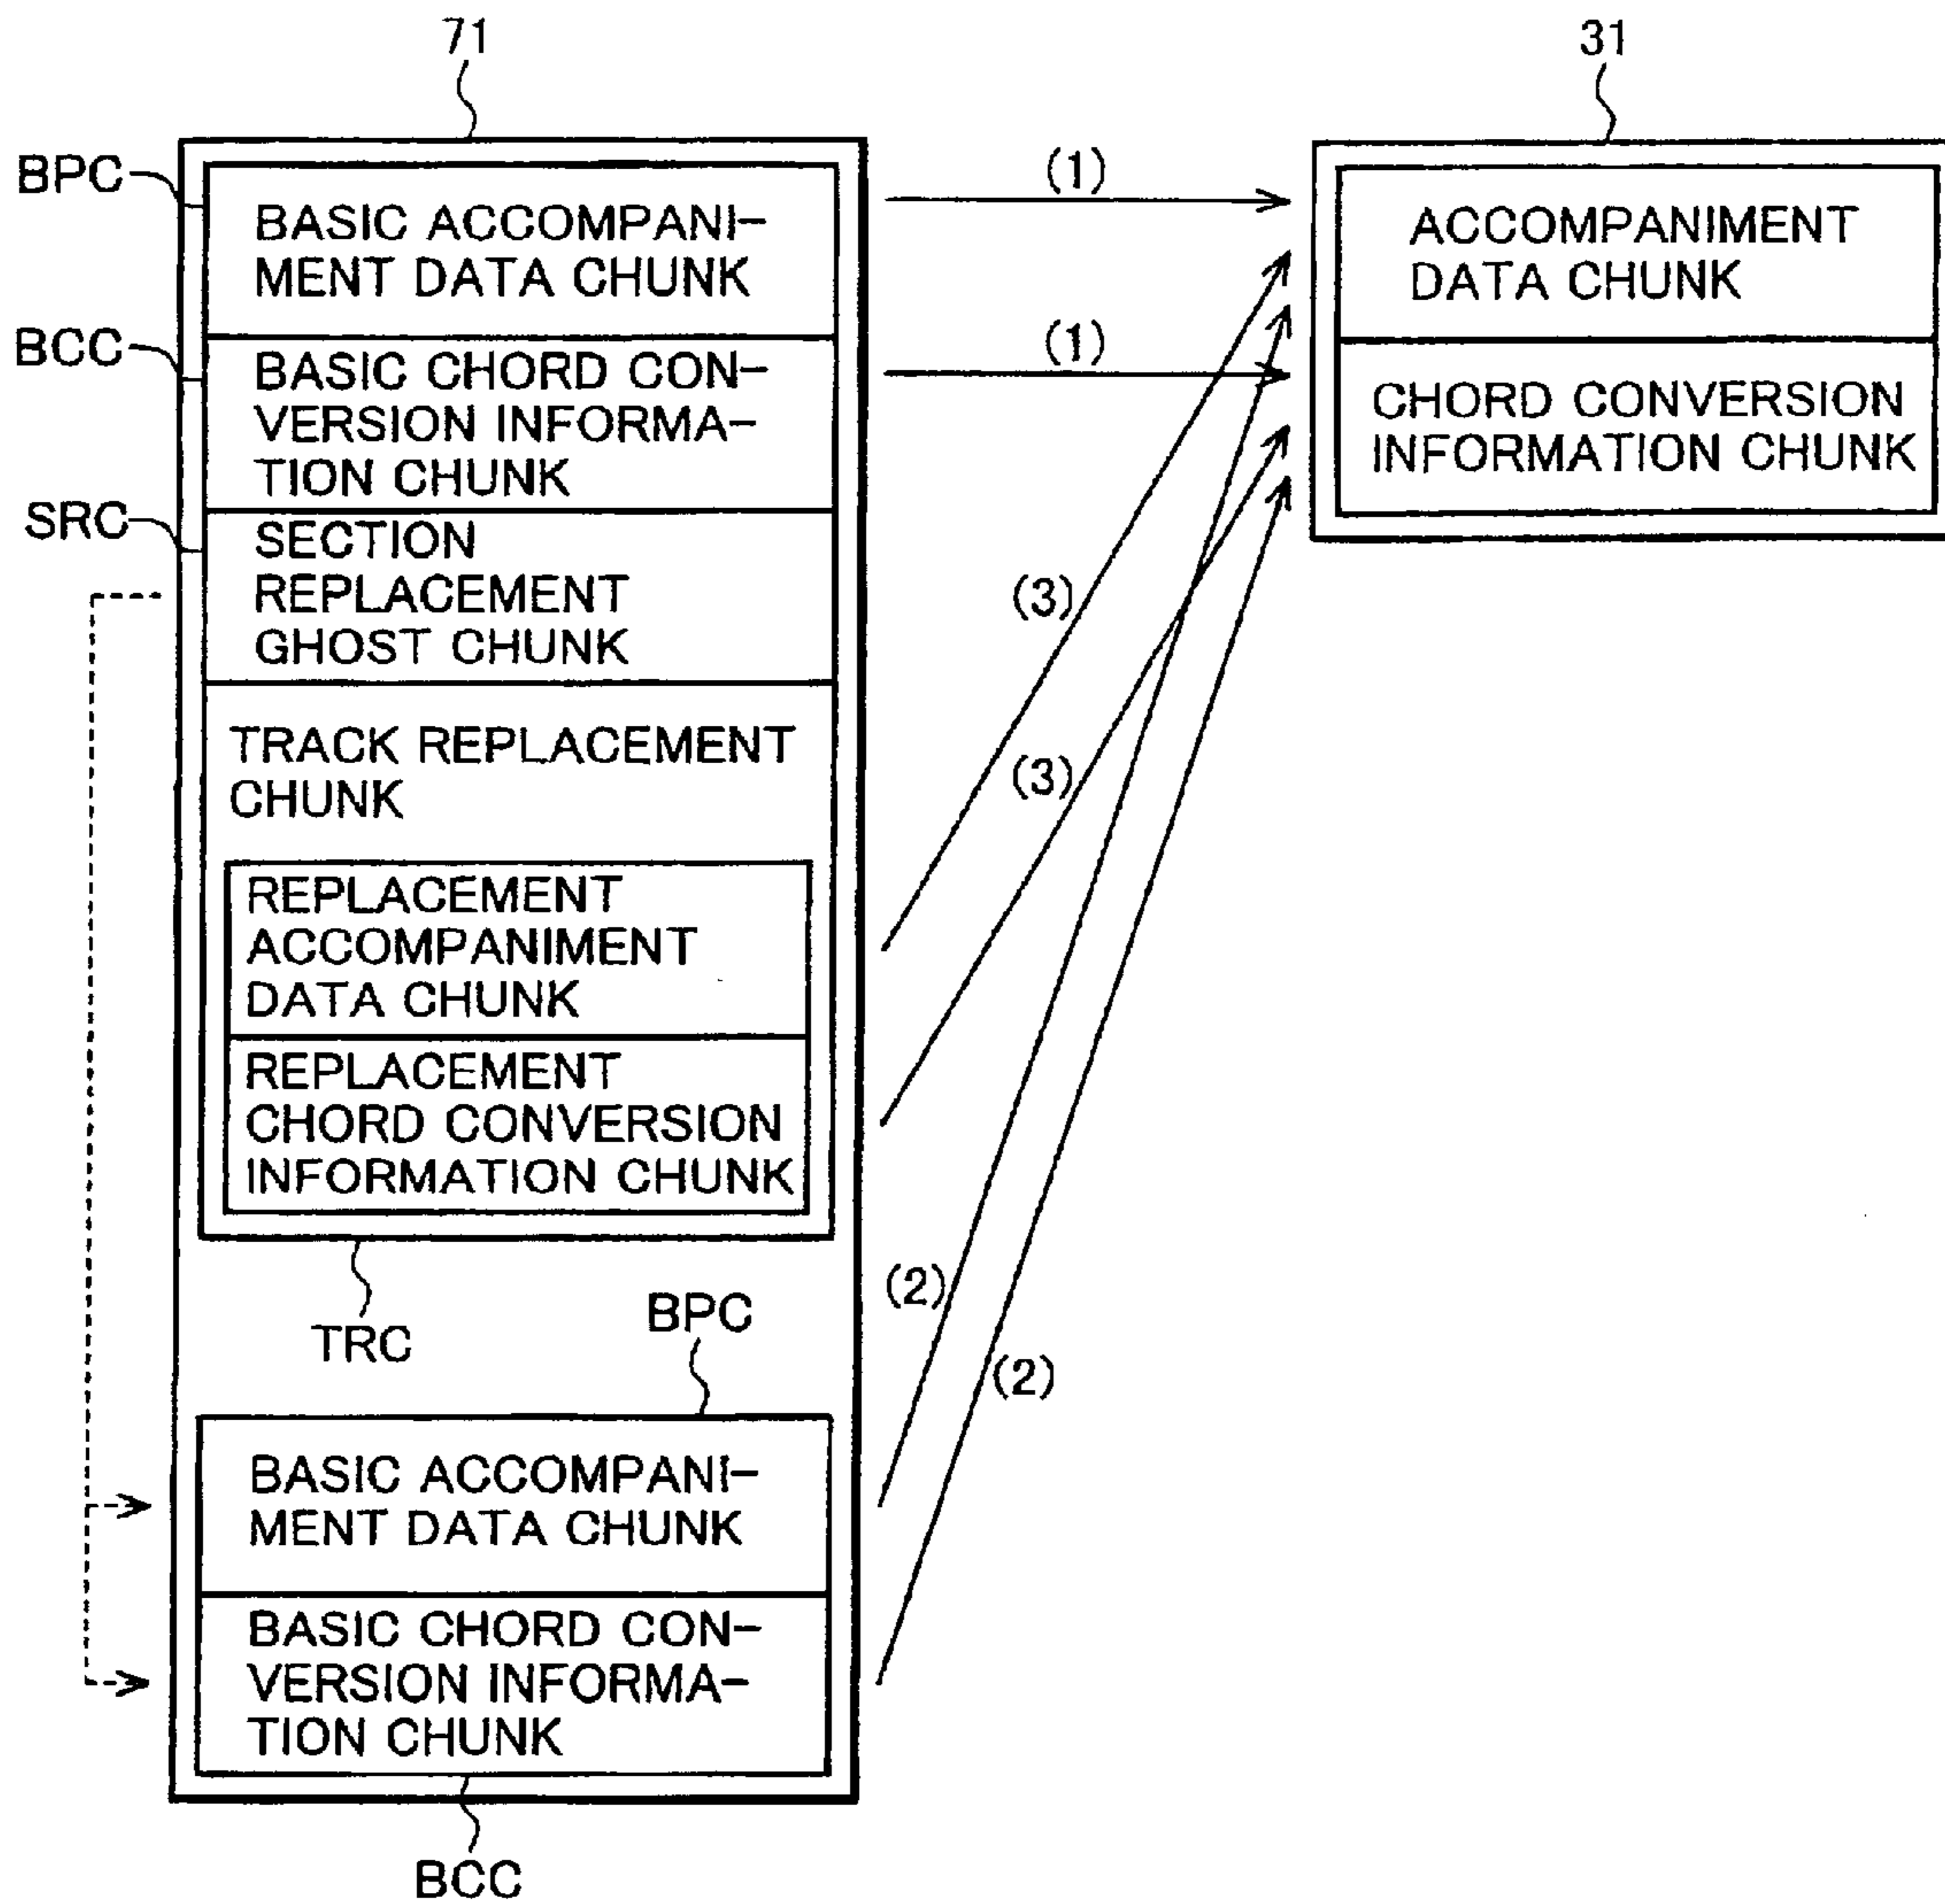 71
31
BPC
BASIC ACCOMPANI-
MENT DATA CHUNK
BCC
BASIC CHORD CON-
VERSION INFORMA-
TION CHUNK
SRC
SECTION
REPLACEMENT
GHOST CHUNK
TRACK REPLACEMENT
CHUNK
REPLACEMENT
ACCOMPANIMENT
DATA CHUNK
REPLACEMENT
CHORD CONVERSION
INFORMATION CHUNK
TRC
BPC
BASIC ACCOMPANI-
MENT DATA CHUNK
BASIC CHORD CON-
VERSION INFORMA-
TION CHUNK
BCC
(1)
(1)
(3)
(3)
(2)
(2)
ACCOMPANIMENT
DATA CHUNK
CHORD CONVERSION
INFORMATION CHUNK